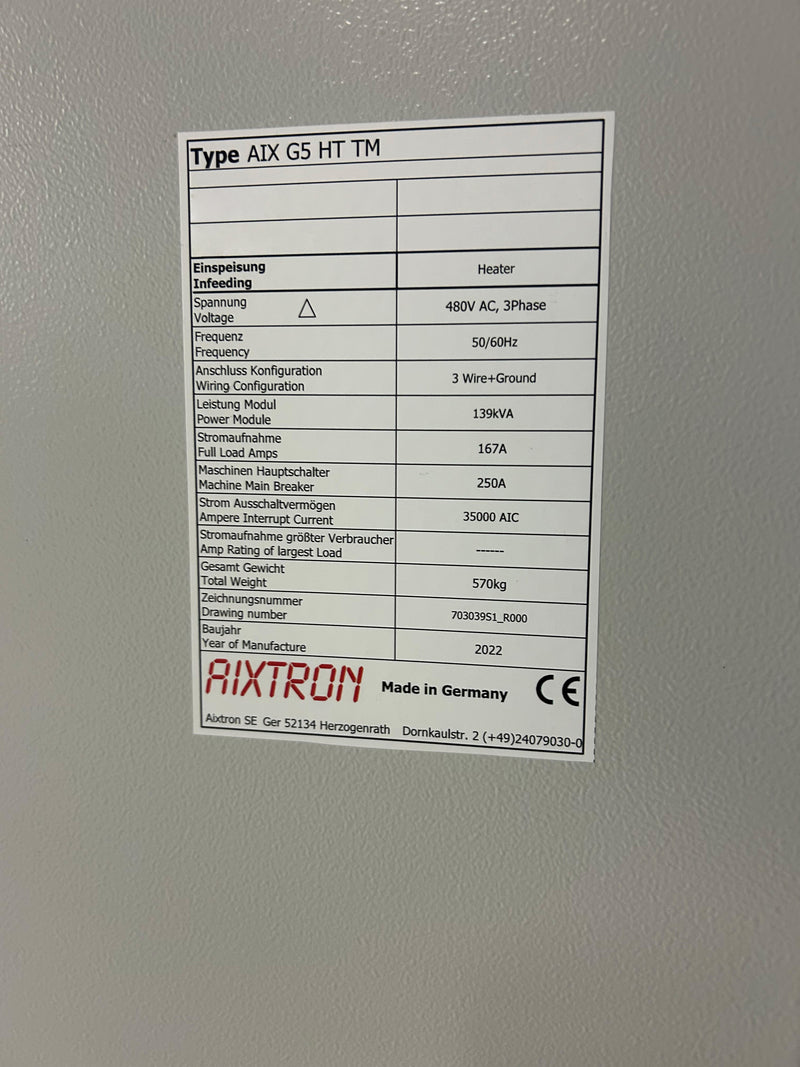 Type AIX G5 HT TM
Einspeisung
Infeeding
Heater
Spannung
Voltage
480V AC, 3Phase
Frequenz
Frequency
50/60Hz
Anschluss Konfiguration
Wiring Configuration
3 Wire+Ground
Leistung Modul
Power Module
139kVA
Stromaufnahme
Full Load Amps
167A
Maschinen Hauptschalter
Machine Main Breaker
250A
Strom Ausschaltvermögen
Ampere Interrupt Current
35000 AIC
Stromaufnahme größter Verbraucher
Amp Rating of largest Load
------
Gesamt Gewicht
Total Weight
570kg
Zeichnungsnummer
Drawing number
703039S1_R000
Baujahr
Year of Manufacture
2022
AIXTRON Made in Germany CE
Aixtron SE Ger 52134 Herzogenrath Dornkaulstr. 2 (+49)24079030-0